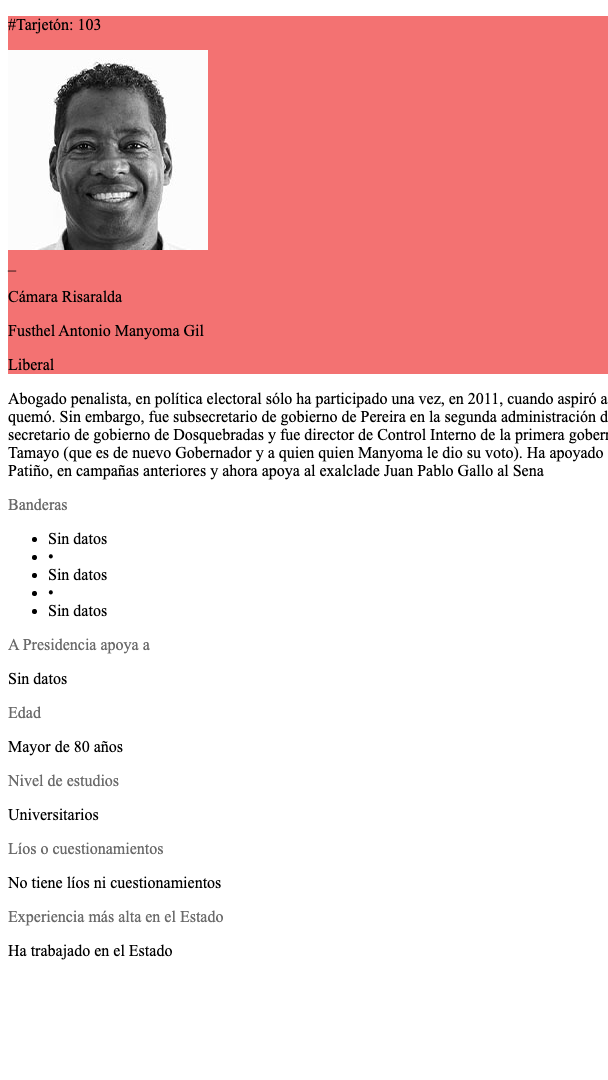 #Tarjetón: 103
_
Cámara Risaralda
Fusthel Antonio Manyoma Gil
Liberal
Abogado penalista, en política electoral sólo ha participado una vez, en 2011, cuando aspiró a
quemó. Sin embargo, fue subsecretario de gobierno de Pereira en la segunda administración d
secretario de gobierno de Dosquebradas y fue director de Control Interno de la primera gober
Tamayo (que es de nuevo Gobernador y a quien quien Manyoma le dio su voto). Ha apoyado
Patiño, en campañas anteriores y ahora apoya al exalclade Juan Pablo Gallo al Sena
Banderas
• Sin datos
• •
• Sin datos
• •
• Sin datos
A Presidencia apoya a
Sin datos
Edad
Mayor de 80 años
Nivel de estudios
Universitarios
Líos o cuestionamientos
No tiene líos ni cuestionamientos
Experiencia más alta en el Estado
Ha trabajado en el Estado